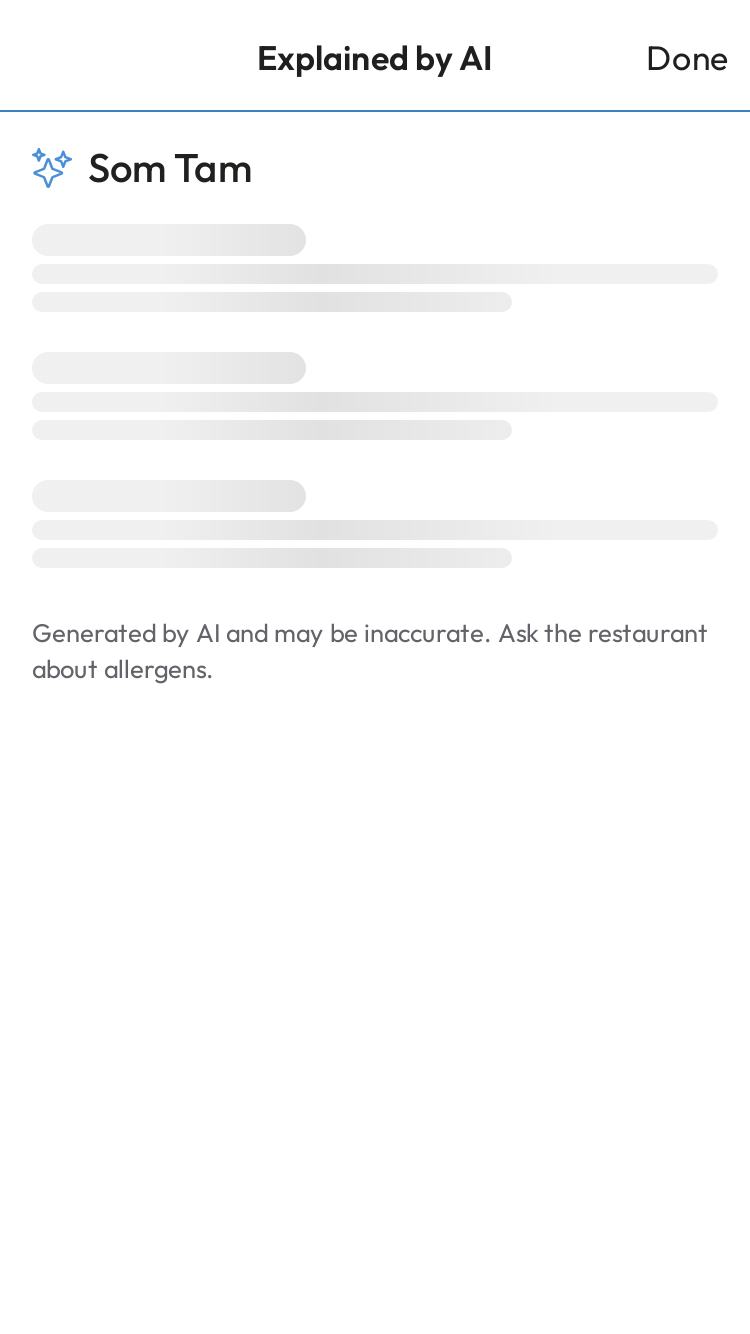 Explained by AI
Done
Som Tam
Generated by AI and may be inaccurate. Ask the restaurant
about allergens.